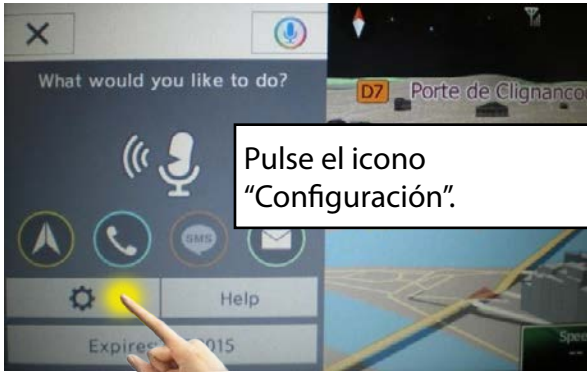 What would you like to do?
D7 Porte de Clignanco
Pulse el icono
"Configuración".
SMS
Help
Expires 2015
Spee